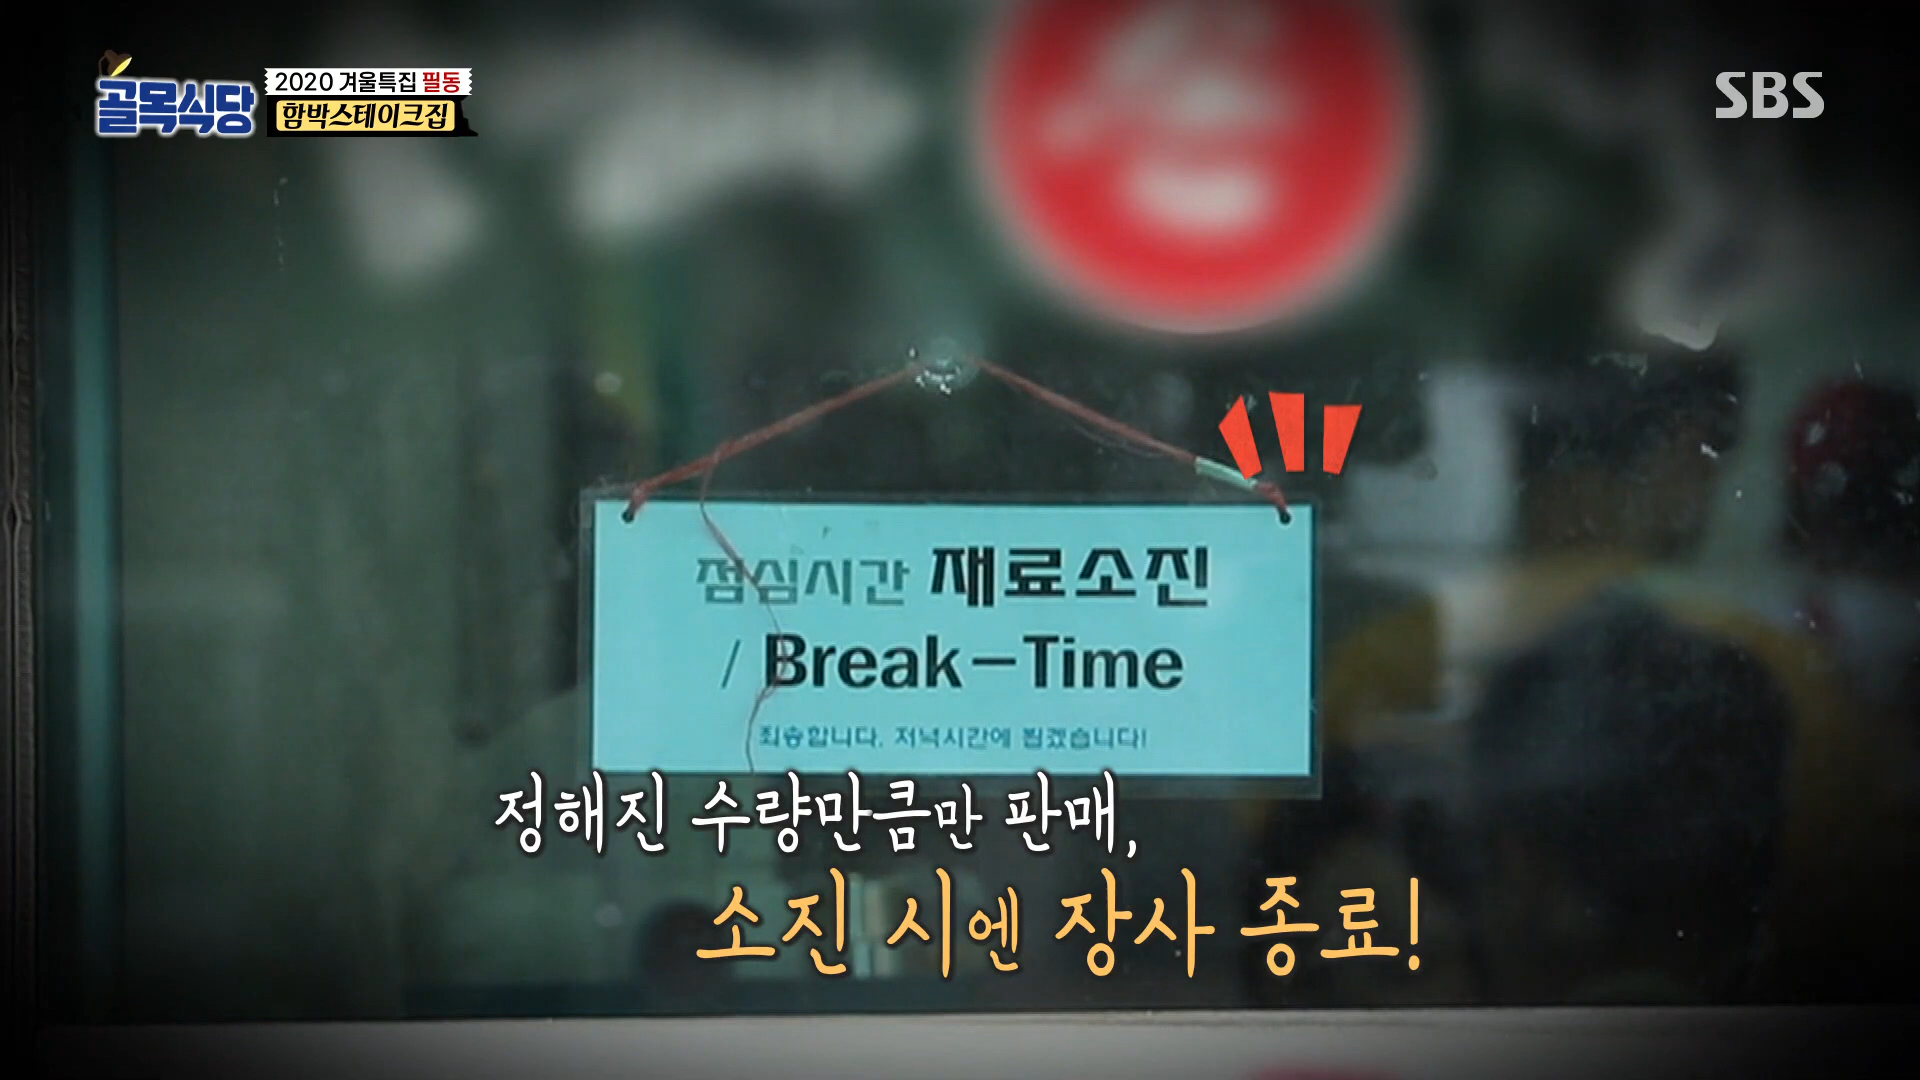 골목식당
2020 겨울특집 필동
함박스테이크집
SBS
점심시간 재료소진
/ Break-Time
죄송합니다. 저녁시간에 뵙겠습니다!
정해진 수량만큼만 판매,
소진 시엔 장사 종료!